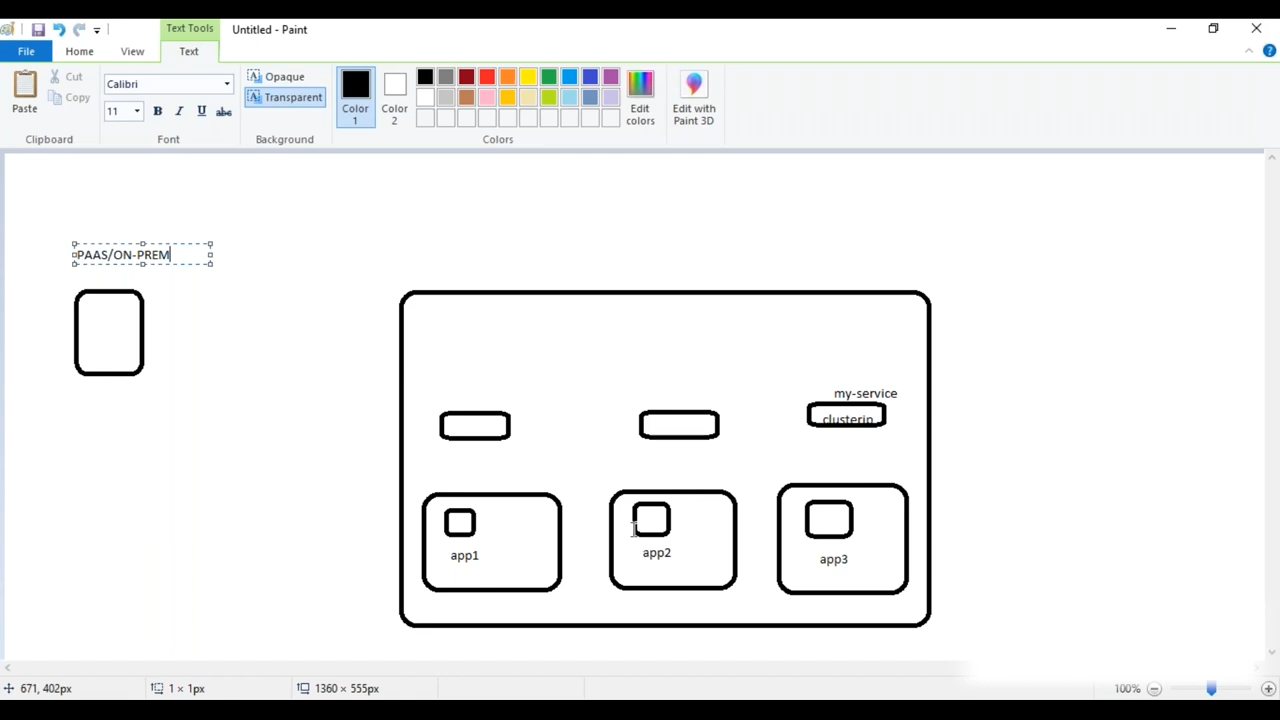 Text Tools
Untitled - Paint
File
Home
View
Text
Paste
Cut
Copy
Clipboard
Calibri
11
B I U abc
Font
Opaque
Transparent
Background
Color 1
Color 2
Edit colors
Colors
Edit with Paint 3D
PAAS/ON-PREM
my-service
clusterip
app1
app2
app3
671, 402px
1 × 1px
1360 × 555px
100%